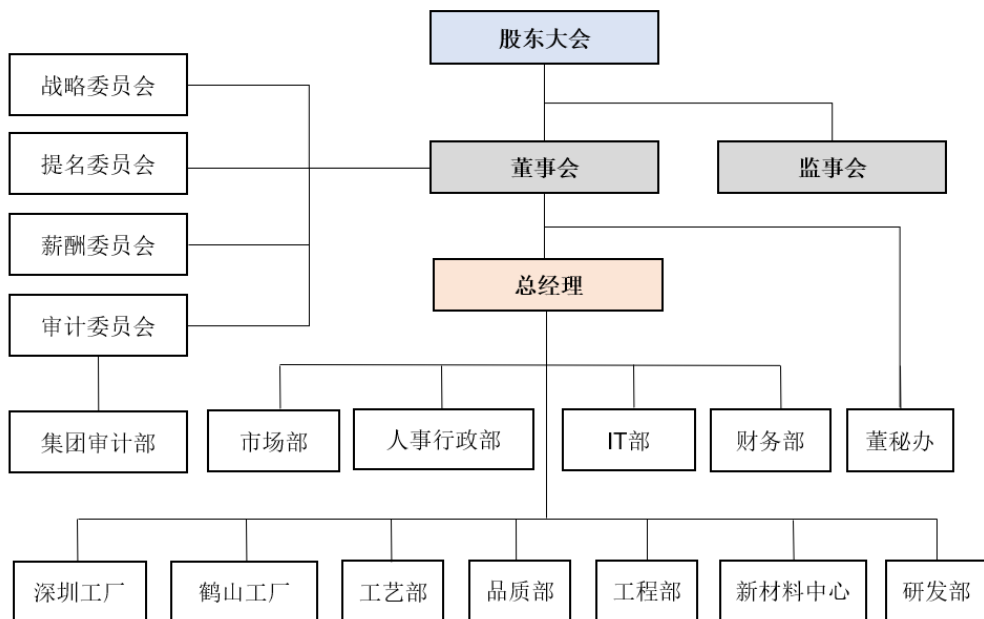 股东大会
战略委员会
提名委员会
董事会
监事会
薪酬委员会
总经理
审计委员会
集团审计部
市场部
人事行政部
IT部
财务部
董秘办
深圳工厂
鹤山工厂
工艺部
品质部
工程部
新材料中心
研发部